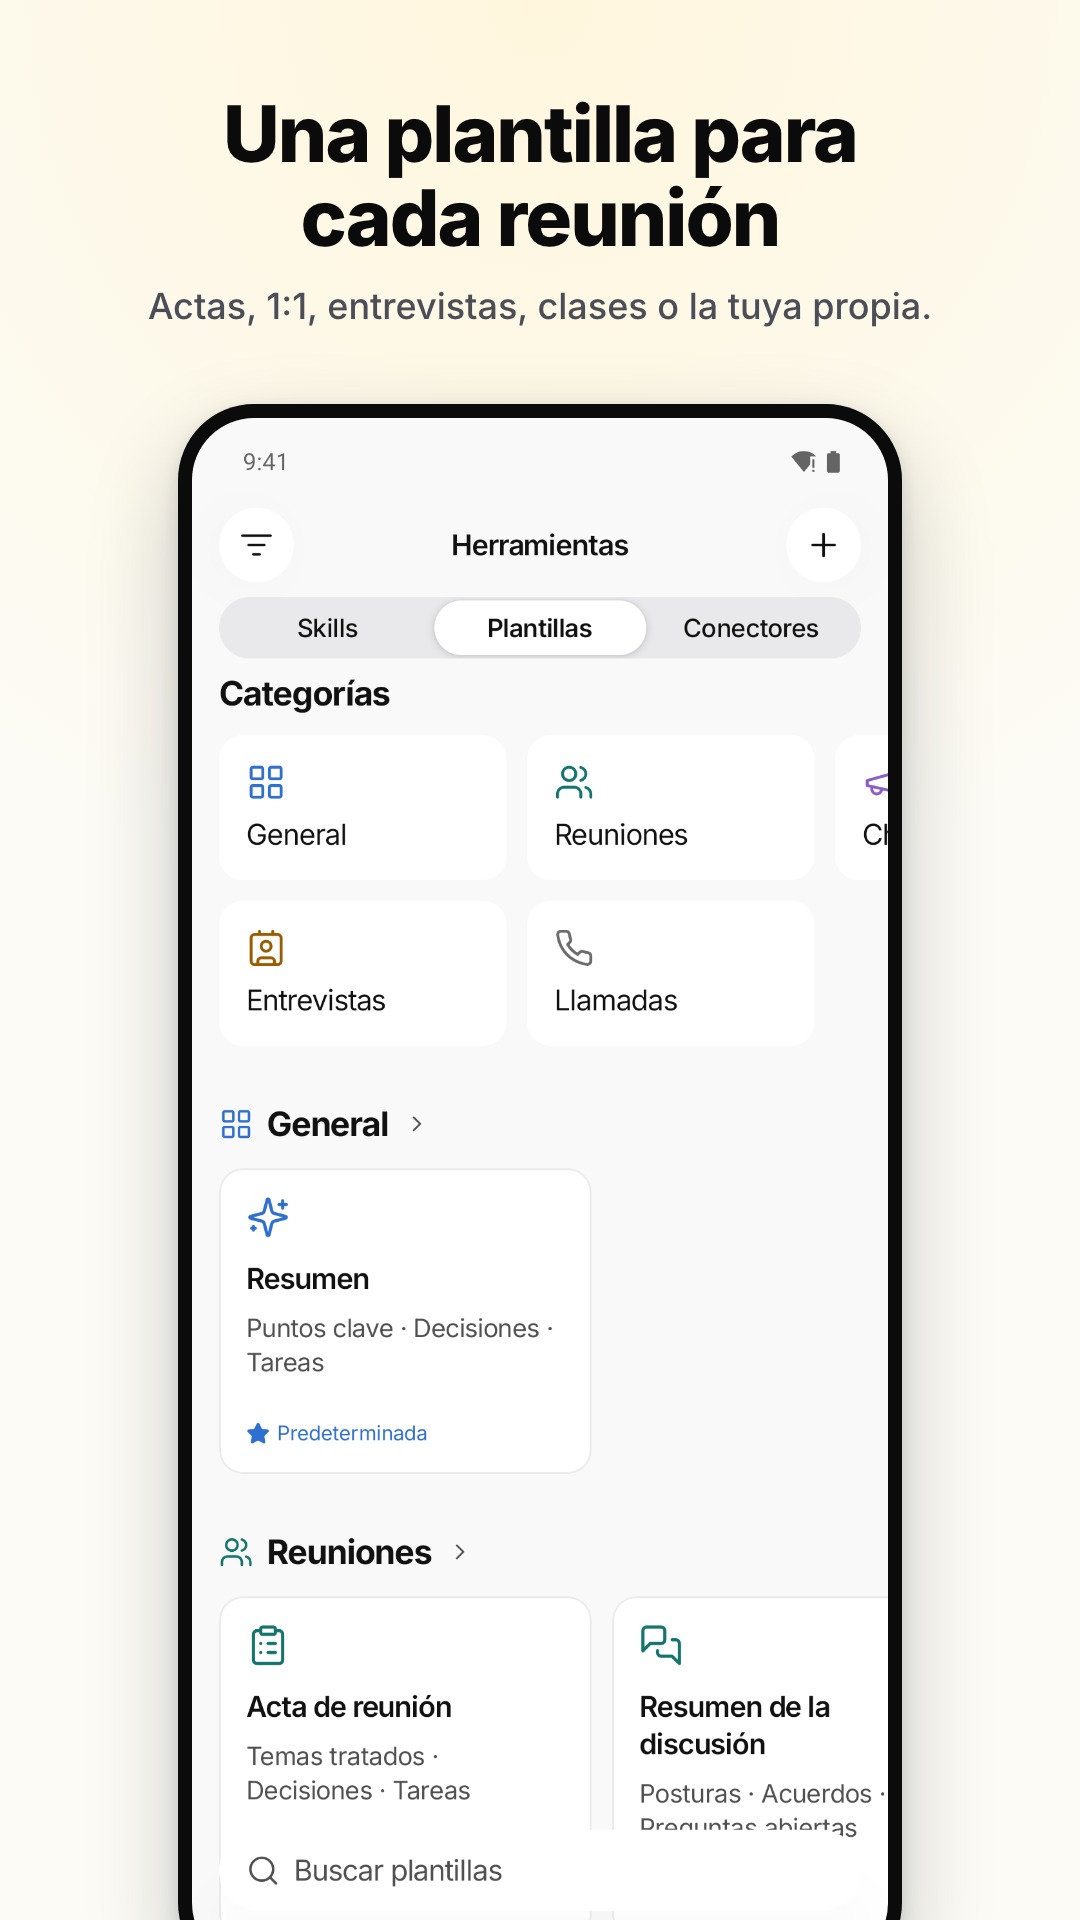 Una plantilla para
cada reunión
Actas, 1:1, entrevistas, clases o la tuya propia.
9:41
Herramientas
Skills
Plantillas
Conectores
Categorías
General
Reuniones
Entrevistas
Llamadas
General
Resumen
Puntos clave · Decisiones ·
Tareas
Predeterminada
Reuniones
Acta de reunión
Temas tratados ·
Decisiones · Tareas
Resumen de la
discusión
Posturas · Acuerdos ·
Preguntas abiertas
Buscar plantillas